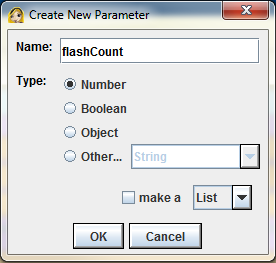 Create New Parameter
Name: flashCount
Type: Number
Boolean
Object
Other... String
make a List
OK Cancel